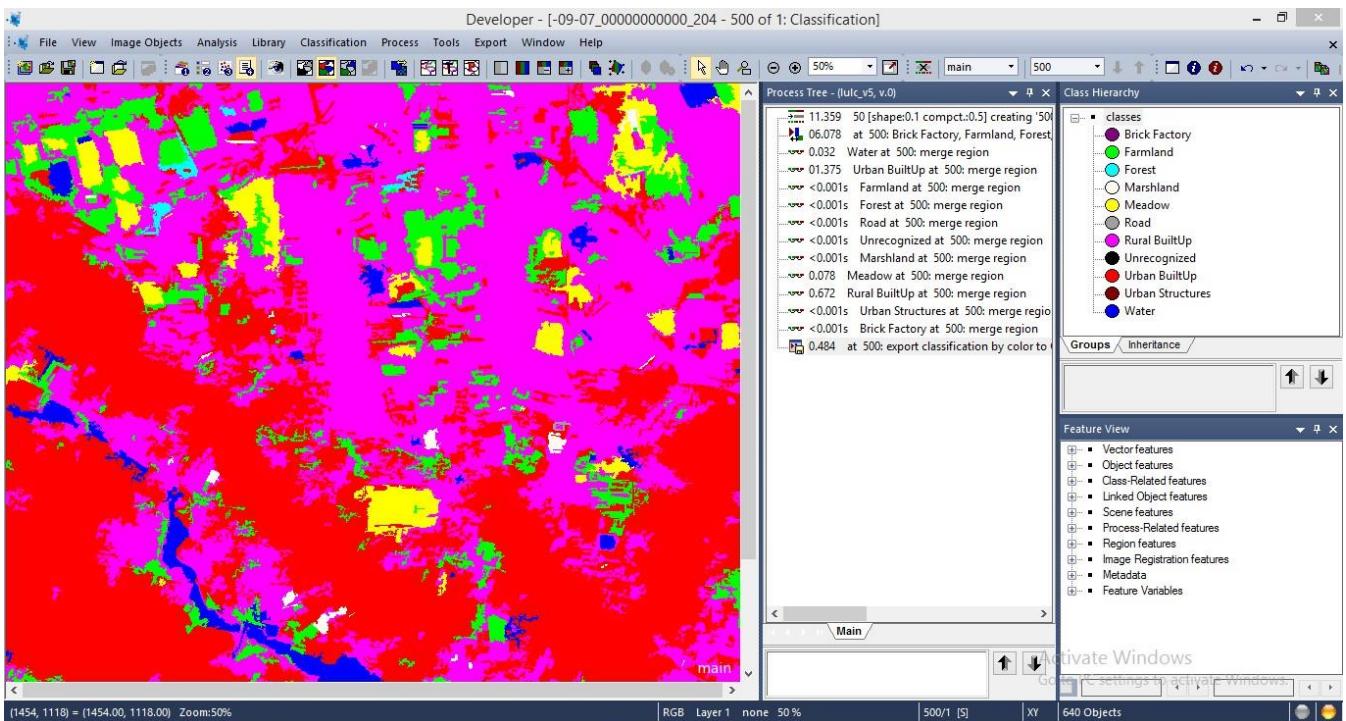 Developer - [-09-07_00000000000_204 - 500 of 1: Classification]
File View Image Objects Analysis Library Classification Process Tools Export Window Help
50% main 500
Process Tree - (lulc_v5, v.0)
11.359 50 [shape:0.1 compct.:0.5] creating '500
06.078 at 500: Brick Factory, Farmland, Forest,
0.032 Water at 500: merge region
01.375 Urban BuiltUp at 500: merge region
<0.001s Farmland at 500: merge region
<0.001s Forest at 500: merge region
<0.001s Road at 500: merge region
<0.001s Unrecognized at 500: merge region
<0.001s Marshland at 500: merge region
0.078 Meadow at 500: merge region
0.672 Rural BuiltUp at 500: merge region
<0.001s Urban Structures at 500: merge regio
<0.001s Brick Factory at 500: merge region
0.484 at 500: export classification by color to
Main
Class Hierarchy
classes
Brick Factory
Farmland
Forest
Marshland
Meadow
Road
Rural BuiltUp
Unrecognized
Urban BuiltUp
Urban Structures
Water
Groups Inheritance
Feature View
Vector features
Object features
Class-Related features
Linked Object features
Scene features
Process-Related features
Region features
Image Registration features
Metadata
Feature Variables
main
Activate Windows
Go to PC settings to activate Windows.
(1454, 1118) = (1454.00, 1118.00) Zoom:50% RGB Layer 1 none 50 % 500/1 [S] XY 640 Objects